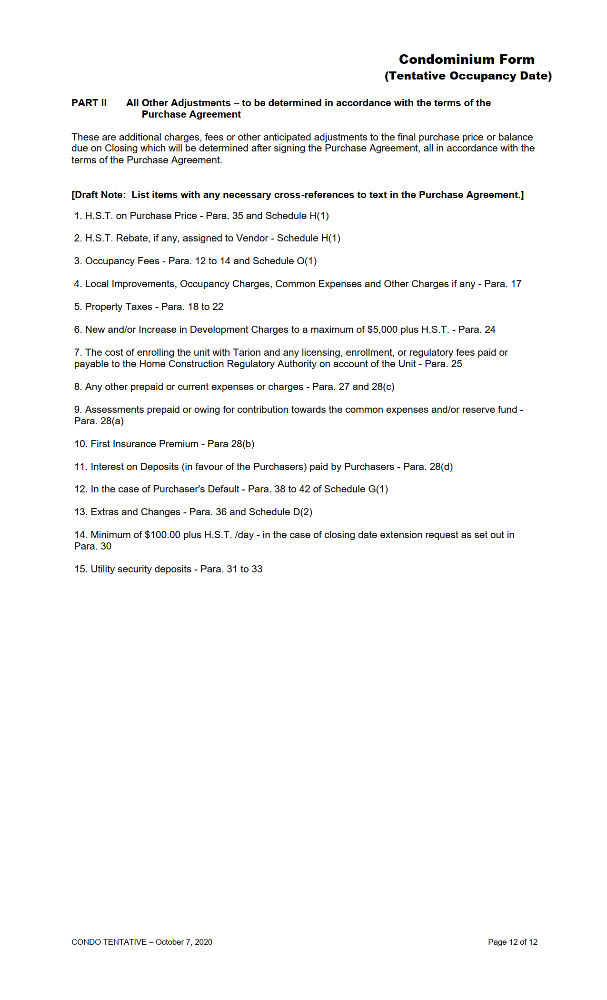 Condominium Form
(Tentative Occupancy Date)
PART II All Other Adjustments – to be determined in accordance with the terms of the
Purchase Agreement
These are additional charges, fees or other anticipated adjustments to the final purchase price or balance
due on Closing which will be determined after signing the Purchase Agreement, all in accordance with the
terms of the Purchase Agreement.
[Draft Note:  List items with any necessary cross-references to text in the Purchase Agreement.]
1. H.S.T. on Purchase Price - Para. 35 and Schedule H(1)
2. H.S.T. Rebate, if any, assigned to Vendor - Schedule H(1)
3. Occupancy Fees - Para. 12 to 14 and Schedule O(1)
4. Local Improvements, Occupancy Charges, Common Expenses and Other Charges if any - Para. 17
5. Property Taxes - Para. 18 to 22
6. New and/or Increase in Development Charges to a maximum of $5,000 plus H.S.T. - Para. 24
7. The cost of enrolling the unit with Tarion and any licensing, enrollment, or regulatory fees paid or
payable to the Home Construction Regulatory Authority on account of the Unit - Para. 25
8. Any other prepaid or current expenses or charges - Para. 27 and 28(c)
9. Assessments prepaid or owing for contribution towards the common expenses and/or reserve fund -
Para. 28(a)
10. First Insurance Premium - Para 28(b)
11. Interest on Deposits (in favour of the Purchasers) paid by Purchasers - Para. 28(d)
12. In the case of Purchaser's Default - Para. 38 to 42 of Schedule G(1)
13. Extras and Changes - Para. 36 and Schedule D(2)
14. Minimum of $100.00 plus H.S.T. /day - in the case of closing date extension request as set out in
Para. 30
15. Utility security deposits - Para. 31 to 33
CONDO TENTATIVE – October 7, 2020
Page 12 of 12